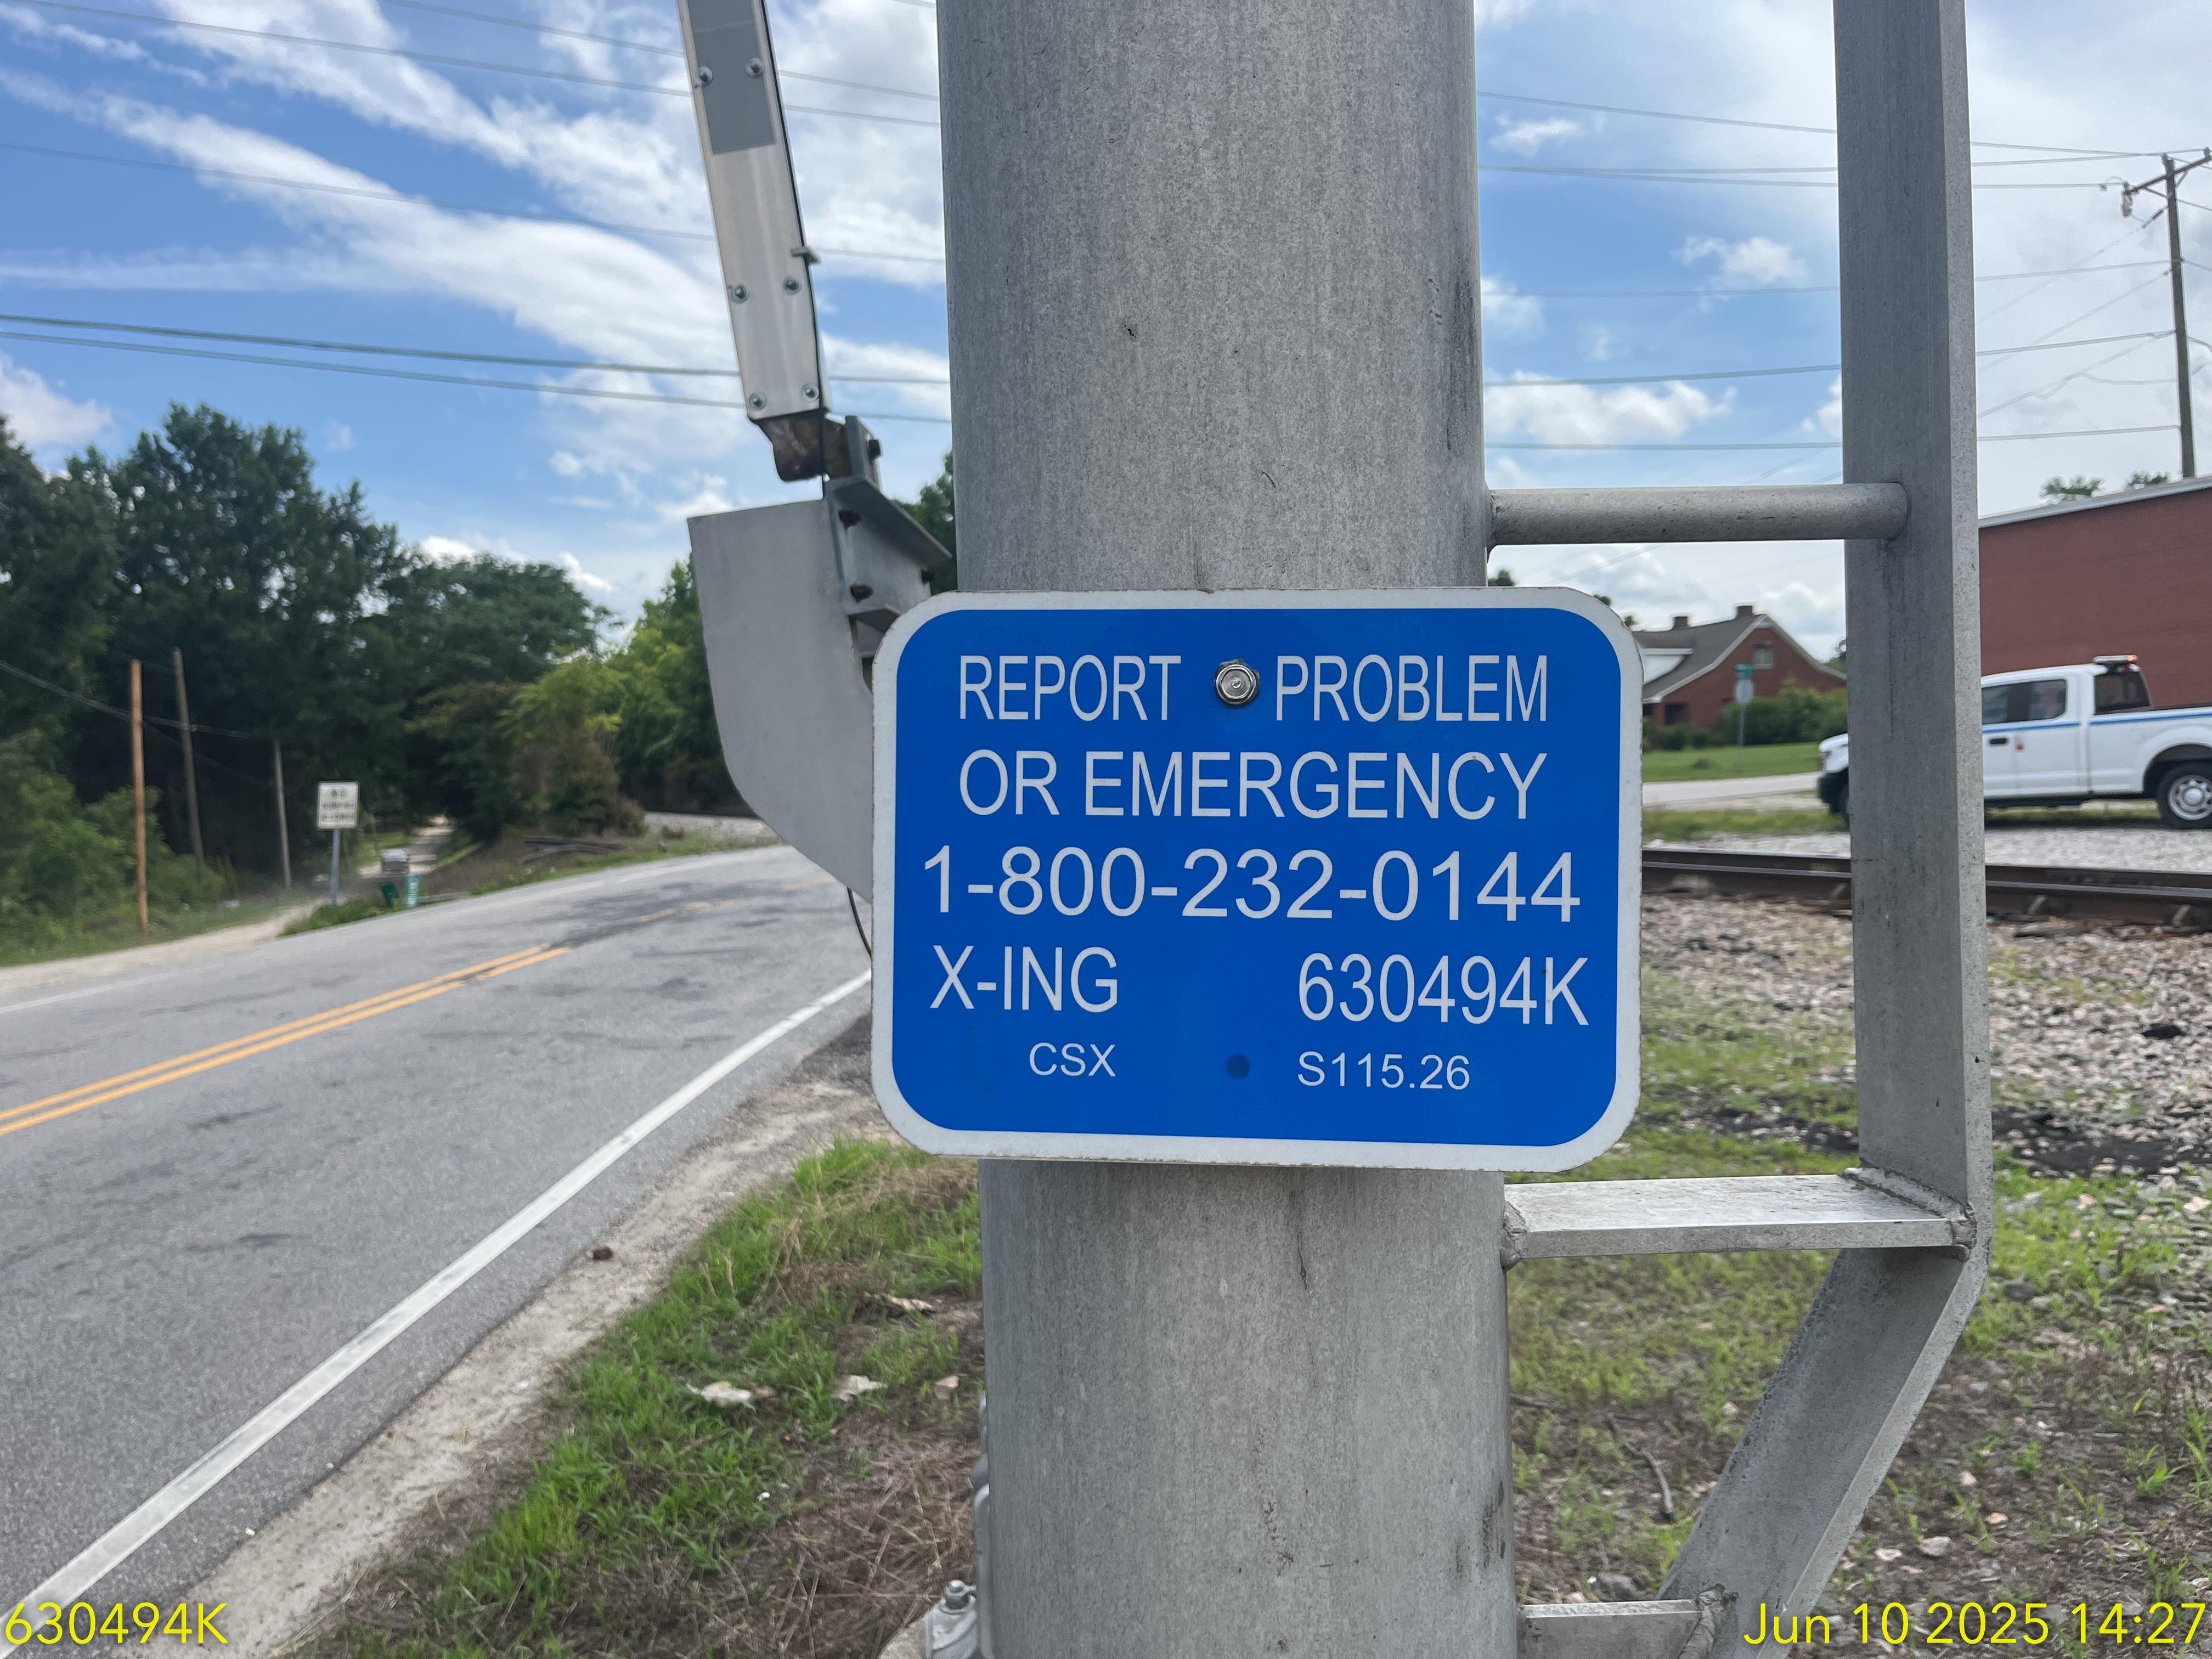 REPORT PROBLEM
OR EMERGENCY
1-800-232-0144
X-ING 630494K
CSX S115.26
630494K
Jun 10 2025 14:27